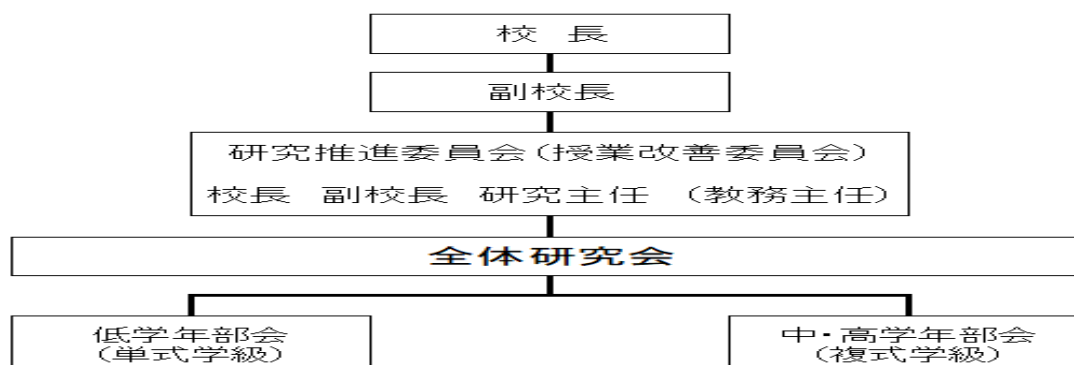 校 長
副校長
研究推進委員会(授業改善委員会)
校長 副校長 研究主任 (教務主任)
全体研究会
低学年部会
(単式学級)
中・高学年部会
(複式学級)